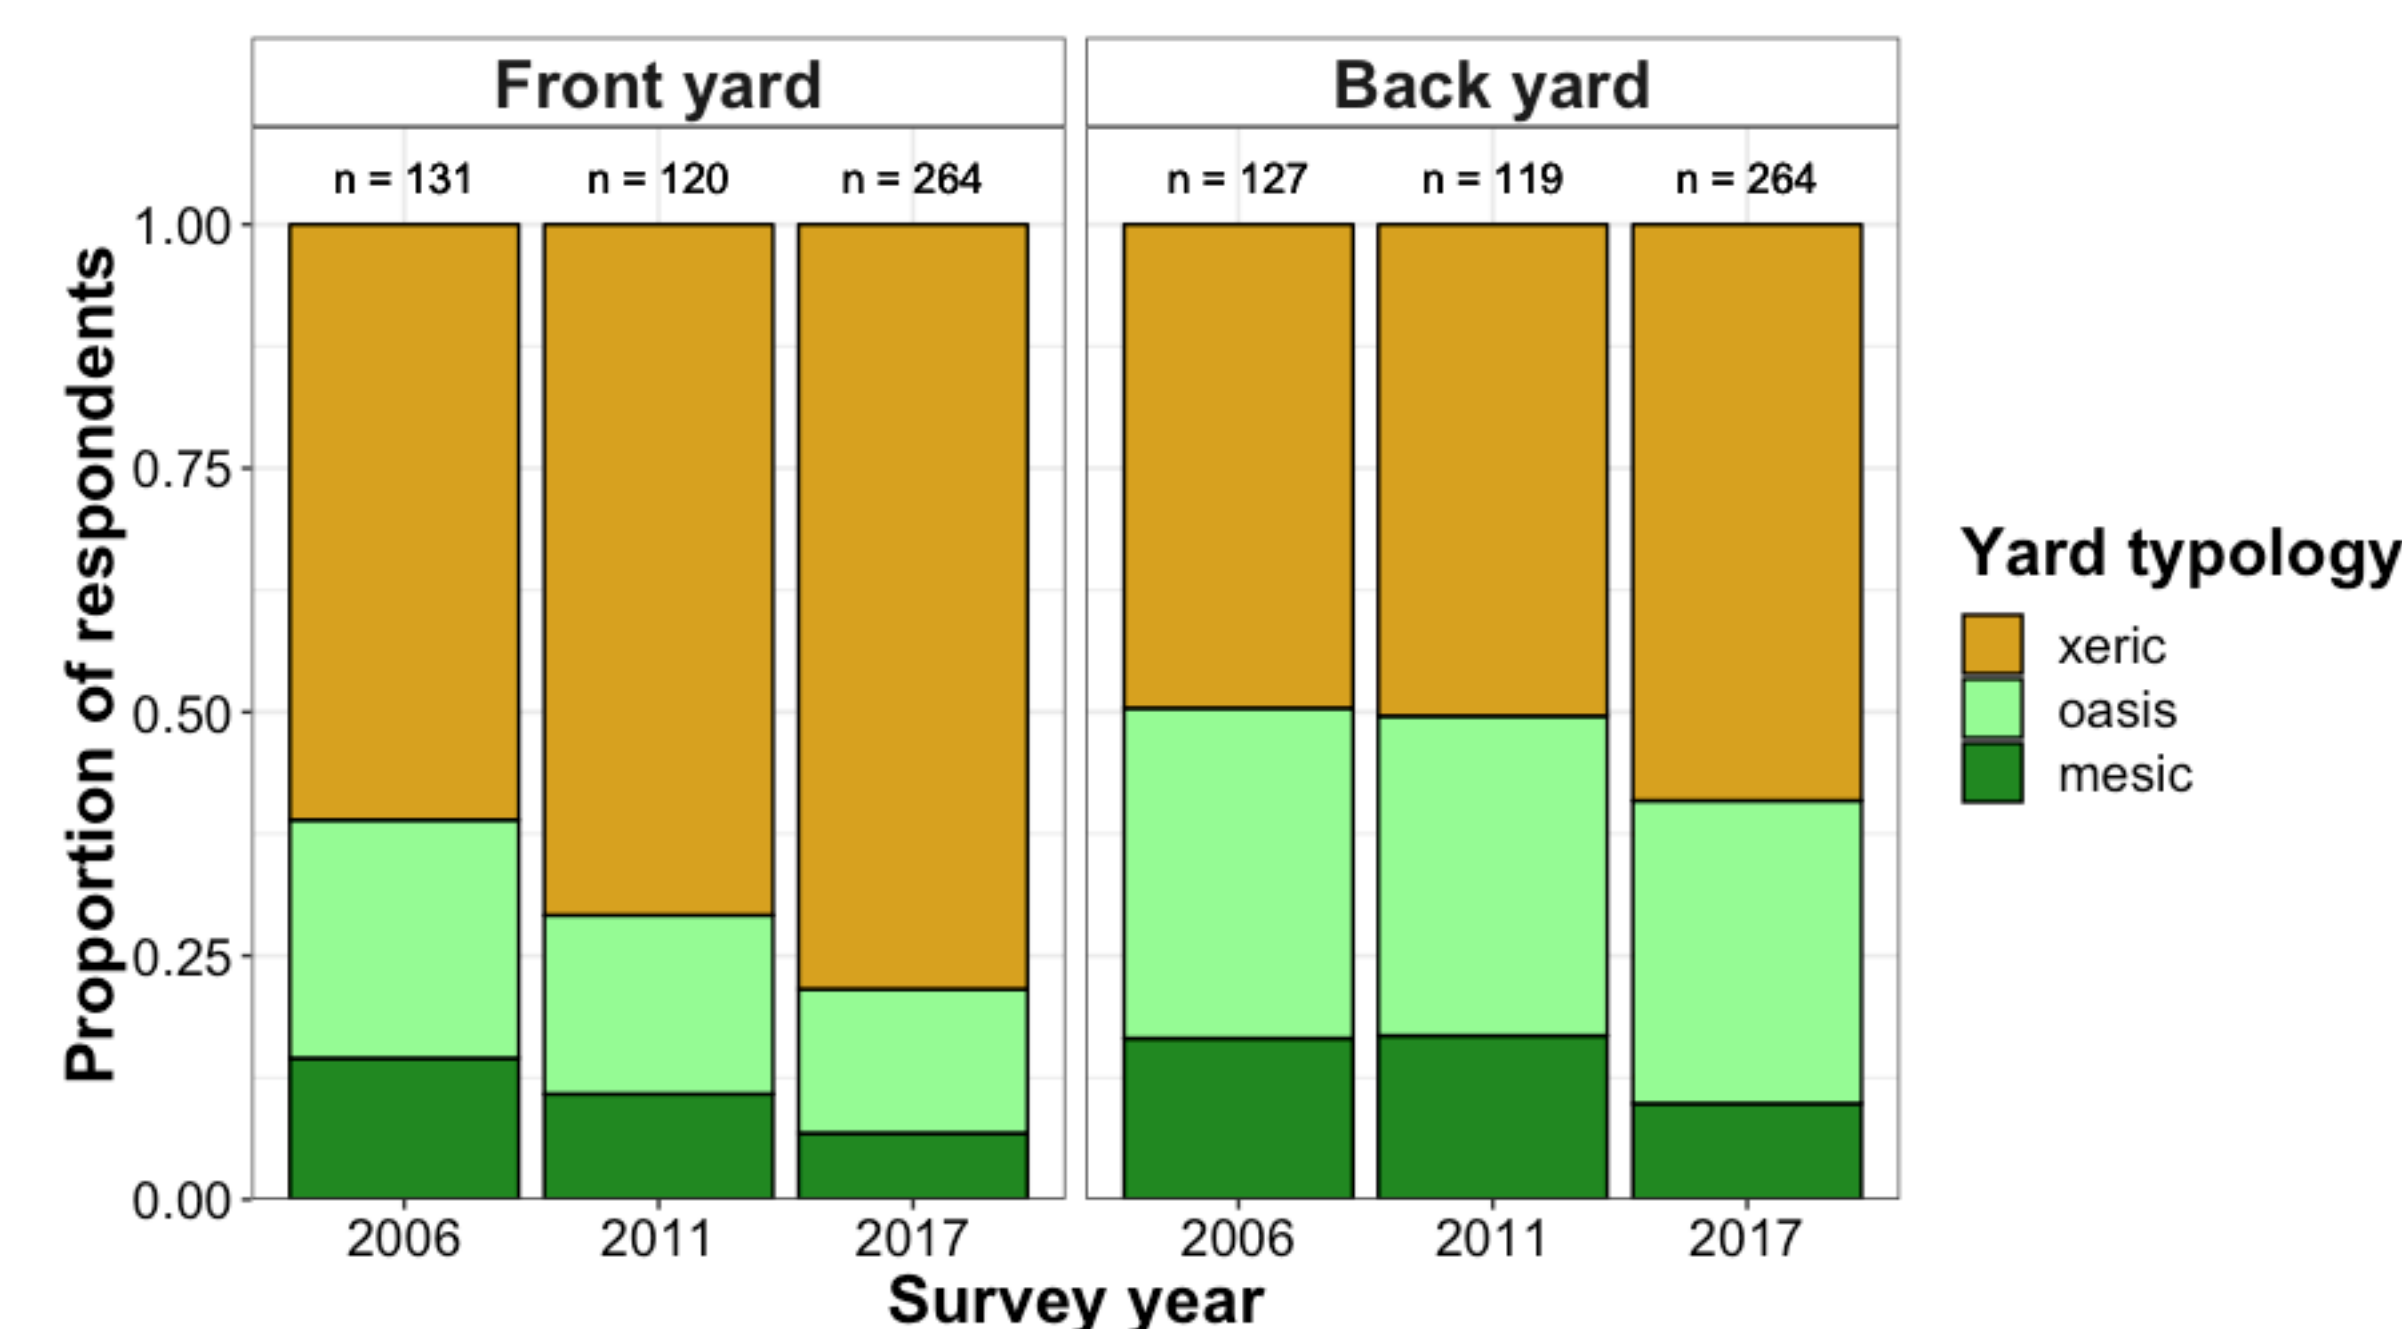 Front yard
Back yard
n = 131
n = 120
n = 264
n = 127
n = 119
n = 264
Proportion of respondents
1.00
0.75
0.50
0.25
0.00
2006
2011
2017
2006
2011
2017
Survey year
Yard typology
xeric
oasis
mesic